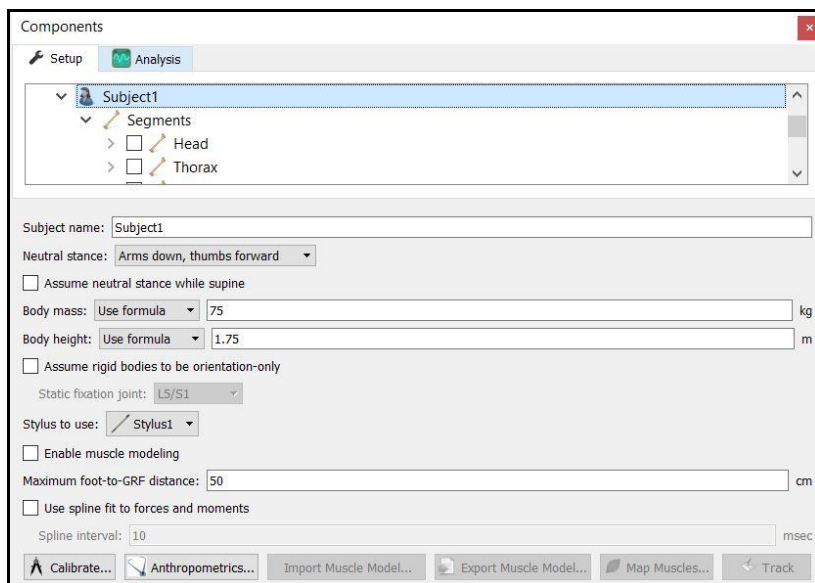 Components
Setup Analysis
Subject1
Segments
Head
Thorax
Subject name: Subject1
Neutral stance: Arms down, thumbs forward
Assume neutral stance while supine
Body mass: Use formula 75 kg
Body height: Use formula 1.75 m
Assume rigid bodies to be orientation-only
Static fixation joint: L5/S1
Stylus to use: Stylus1
Enable muscle modeling
Maximum foot-to-GRF distance: 50 cm
Use spline fit to forces and moments
Spline interval: 10 msec
Calibrate... Anthropometrics... Import Muscle Model... Export Muscle Model... Map Muscles... Track